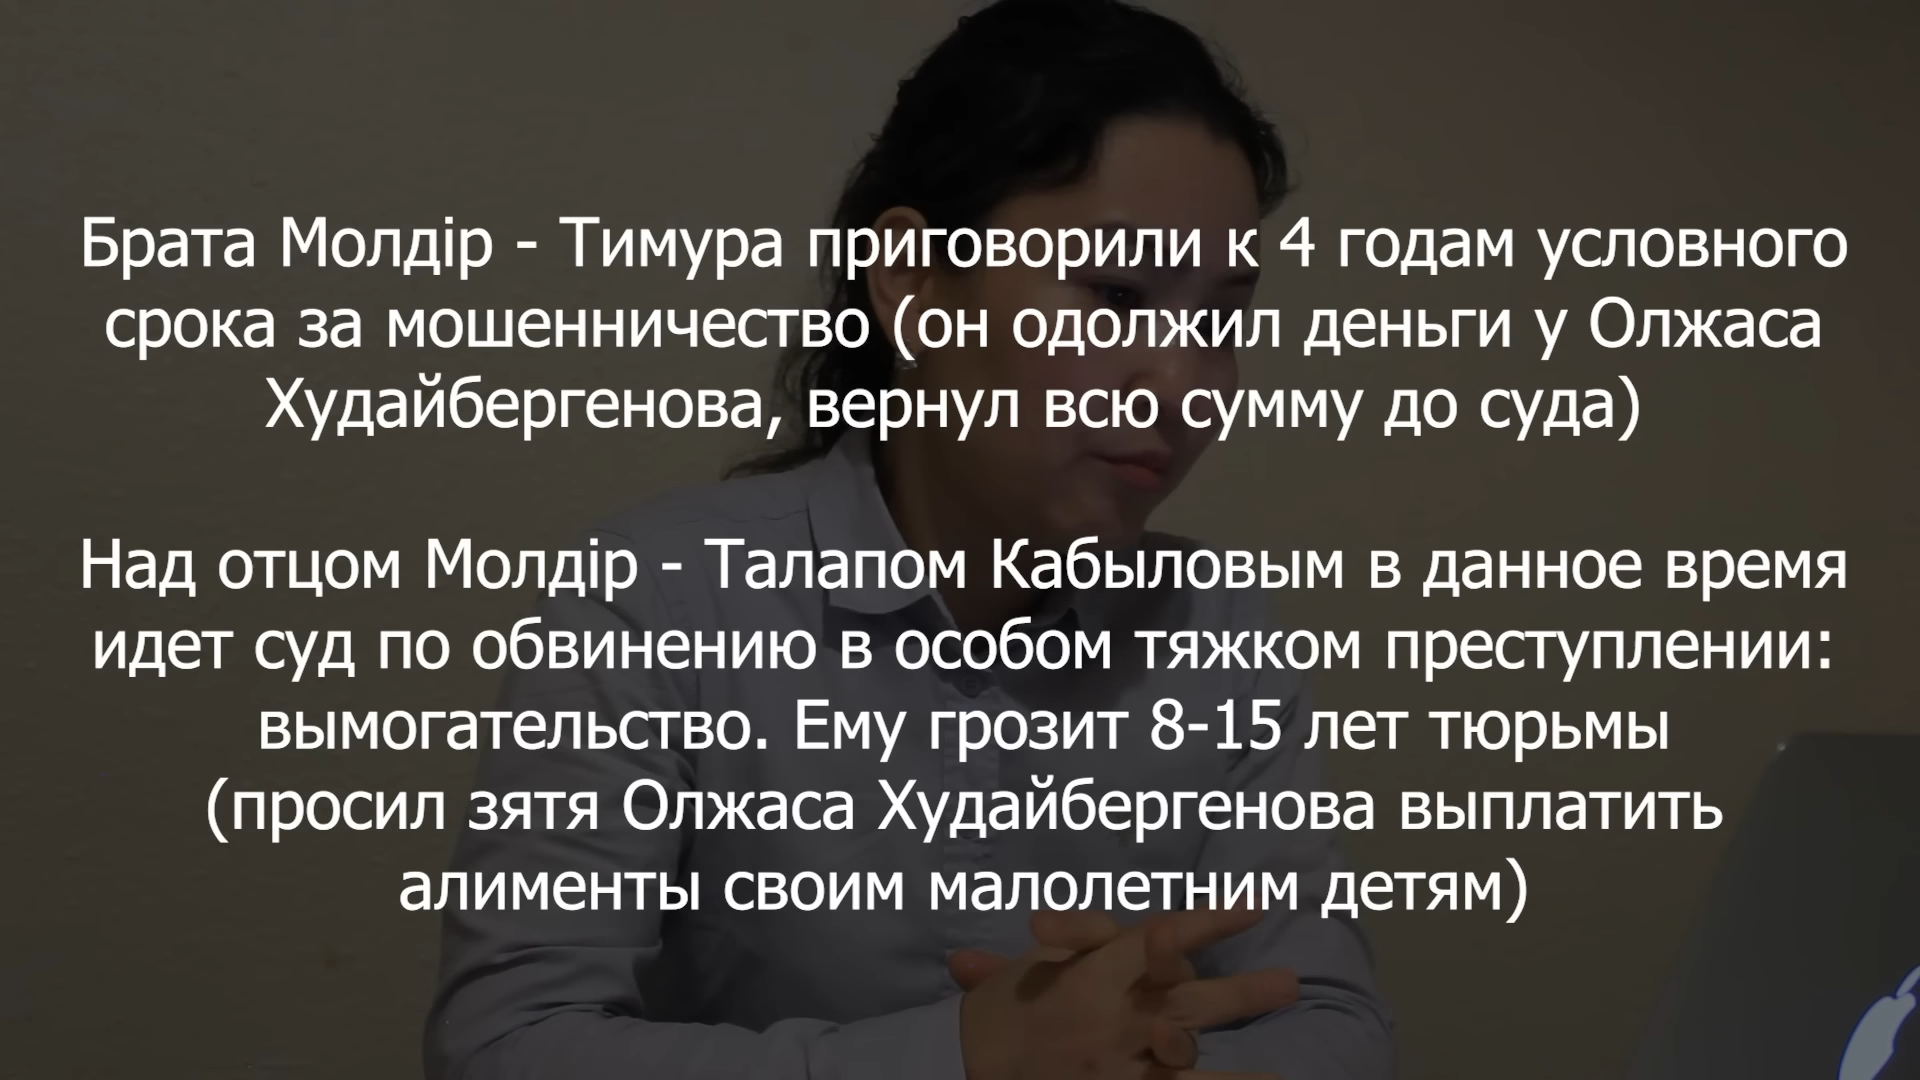 Брата Молдір - Тимура приговорили к 4 годам условного
срока за мошенничество (он одолжил деньги у Олжаса
Худайбергенова, вернул всю сумму до суда)
Над отцом Молдір - Талапом Кабыловым в данное время
идет суд по обвинению в особом тяжком преступлении:
вымогательство. Ему грозит 8-15 лет тюрьмы
(просил зятя Олжаса Худайбергенова выплатить
алименты своим малолетним детям)